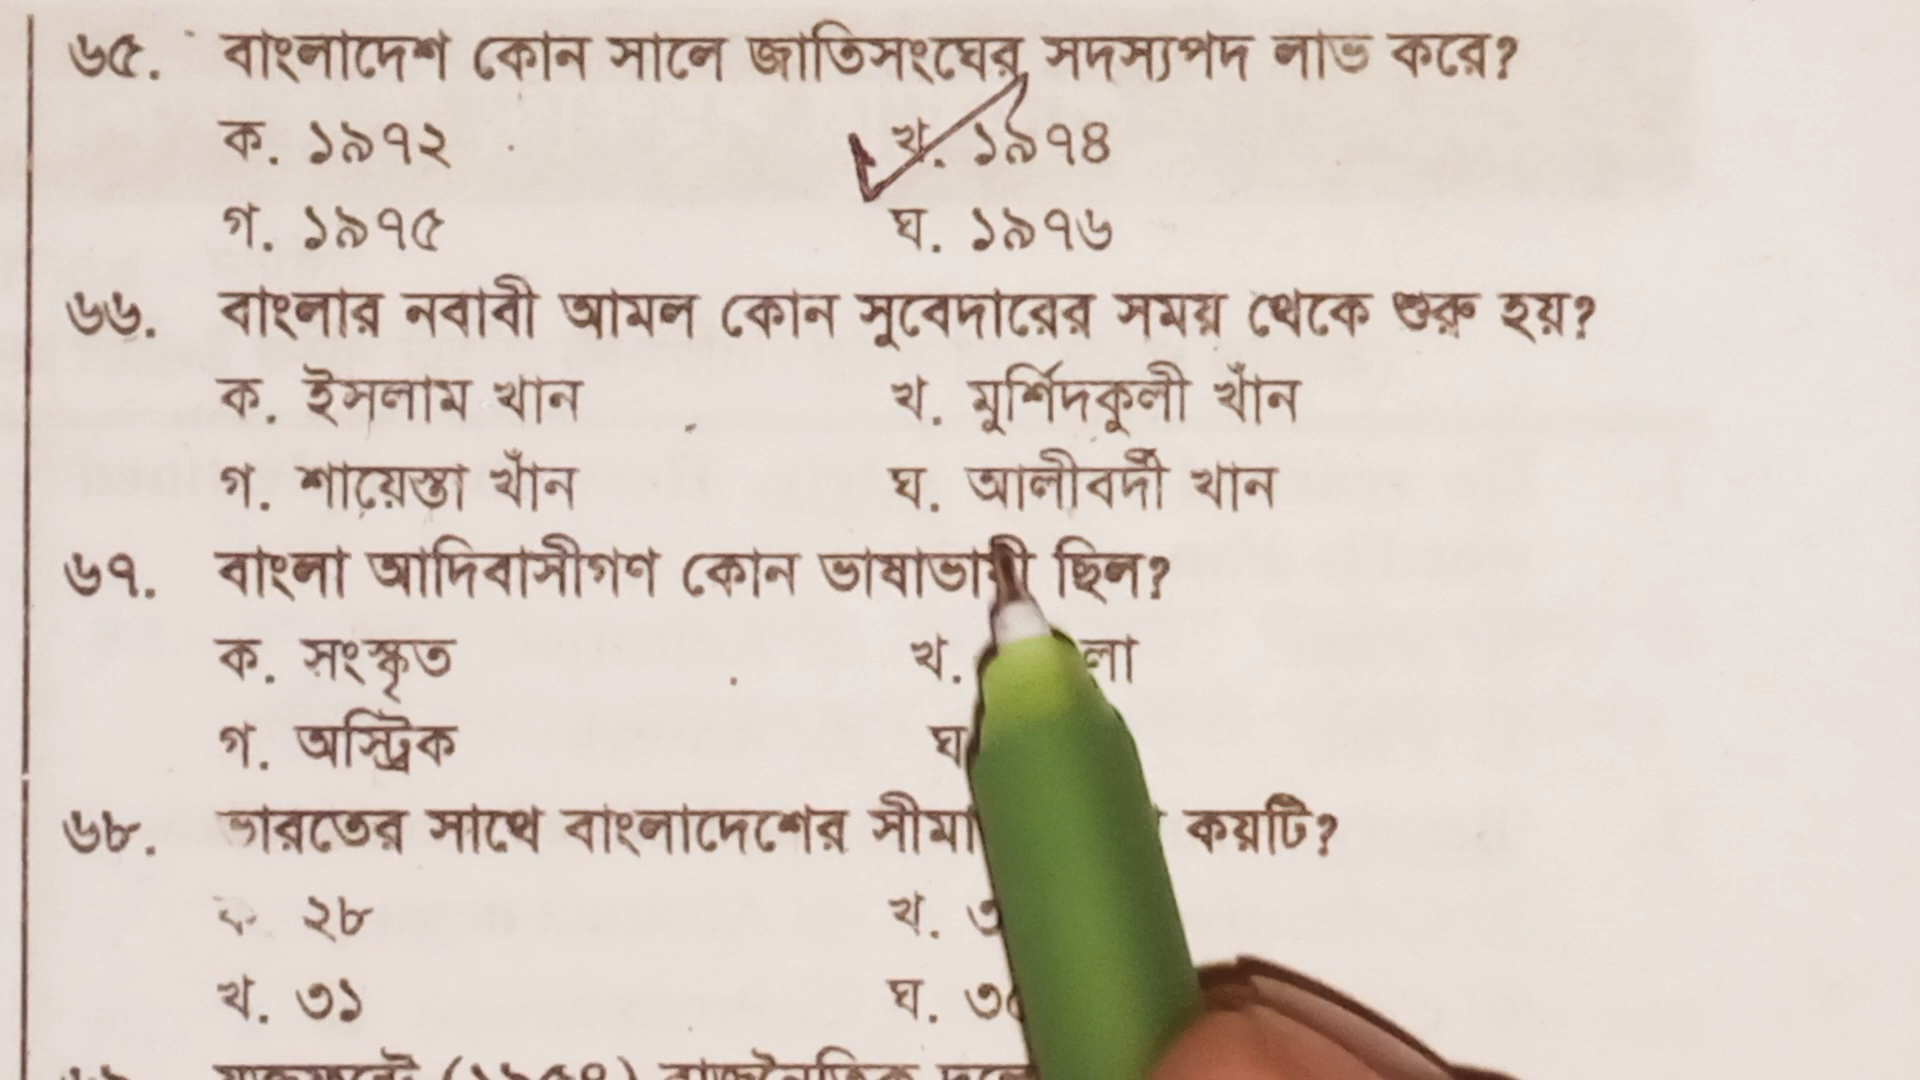 ৬৫. বাংলাদেশ কোন সালে জাতিসংঘের সদস্যপদ লাভ করে?
ক. ১৯৭২ খ. ১৯৭৪
গ. ১৯৭৫ ঘ. ১৯৭৬
৬৬. বাংলার নবাবী আমল কোন সুবেদারের সময় থেকে শুরু হয়?
ক. ইসলাম খান খ. মুর্শিদকুলী খাঁন
গ. শায়েস্তা খাঁন ঘ. আলীবর্দী খান
৬৭. বাংলা আদিবাসীগণ কোন ভাষাভাষী ছিল?
ক. সংস্কৃত খ.
গ. অস্ট্রিক ঘ
৬৮. ভারতের সাথে বাংলাদেশের কয়টি?
ক ২৮ খ.
খ. ৩১ ঘ.